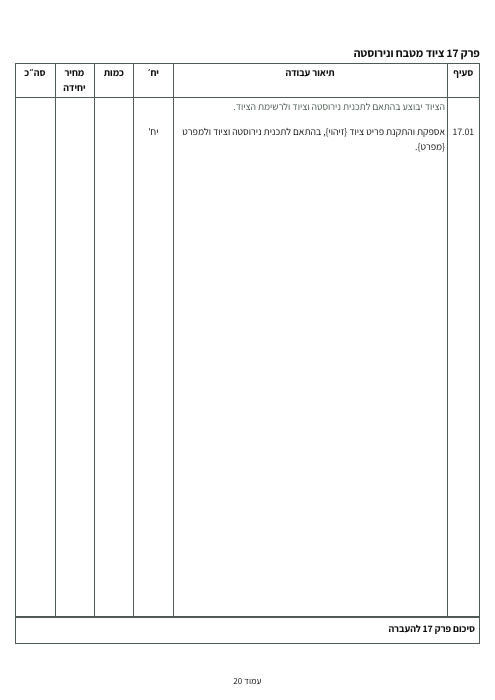 פרק 17 ציוד מטבח ונירוסטה
סעיף תיאור עבודה יח׳ כמות מחיר יחידה סה״כ
הציוד יבוצע בהתאם לתכנית נירוסטה וציוד ולרשימת הציוד.
17.01 אספקת והתקנת פריט ציוד {זיהוי}, בהתאם לתכנית נירוסטה וציוד ולמפרט יח'
{מפרט}.
סיכום פרק 17 להעברה
עמוד 20